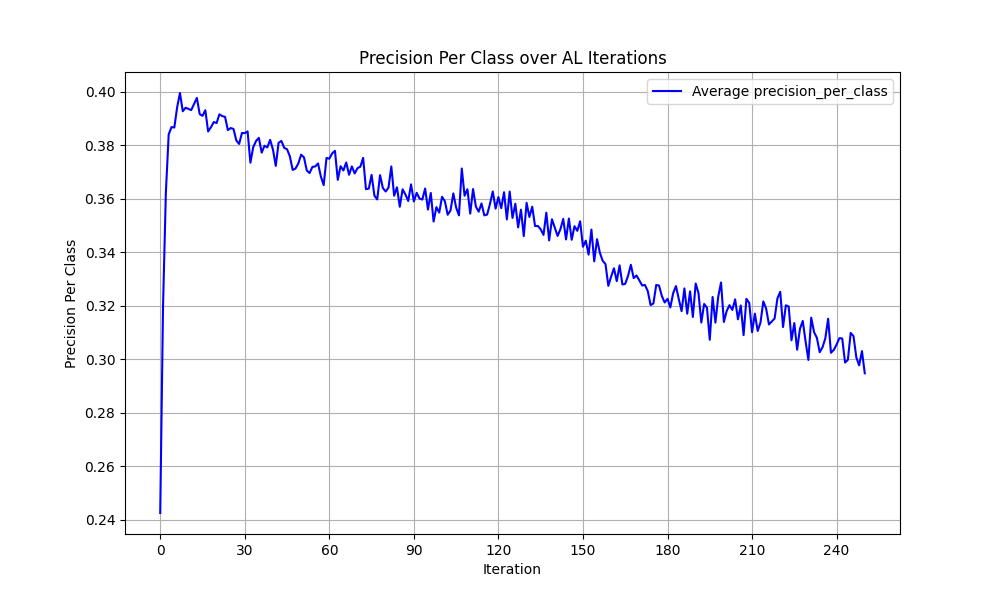 Precision Per Class over AL Iterations
Average precision_per_class
Precision Per Class
0.40
0.38
0.36
0.34
0.32
0.30
0.28
0.26
0.24
0 30 60 90 120 150 180 210 240
Iteration